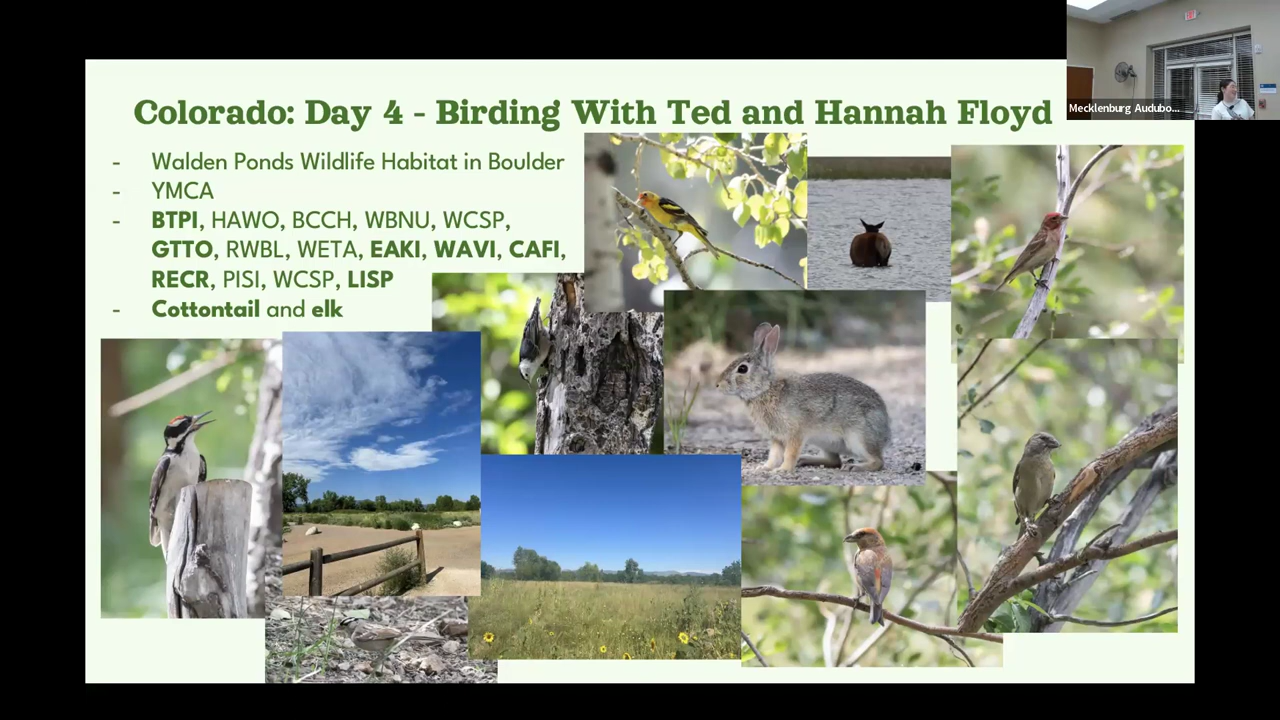 Colorado: Day 4 - Birding With Ted and Hannah Floyd
- Walden Ponds Wildlife Habitat in Boulder
- YMCA
- BTPI, HAWO, BCCH, WBNU, WCSP,
GTTO, RWBL, WETA, EAKI, WAVI, CAFI,
RECR, PISI, WCSP, LISP
- Cottontail and elk
Mecklenburg Audubo...